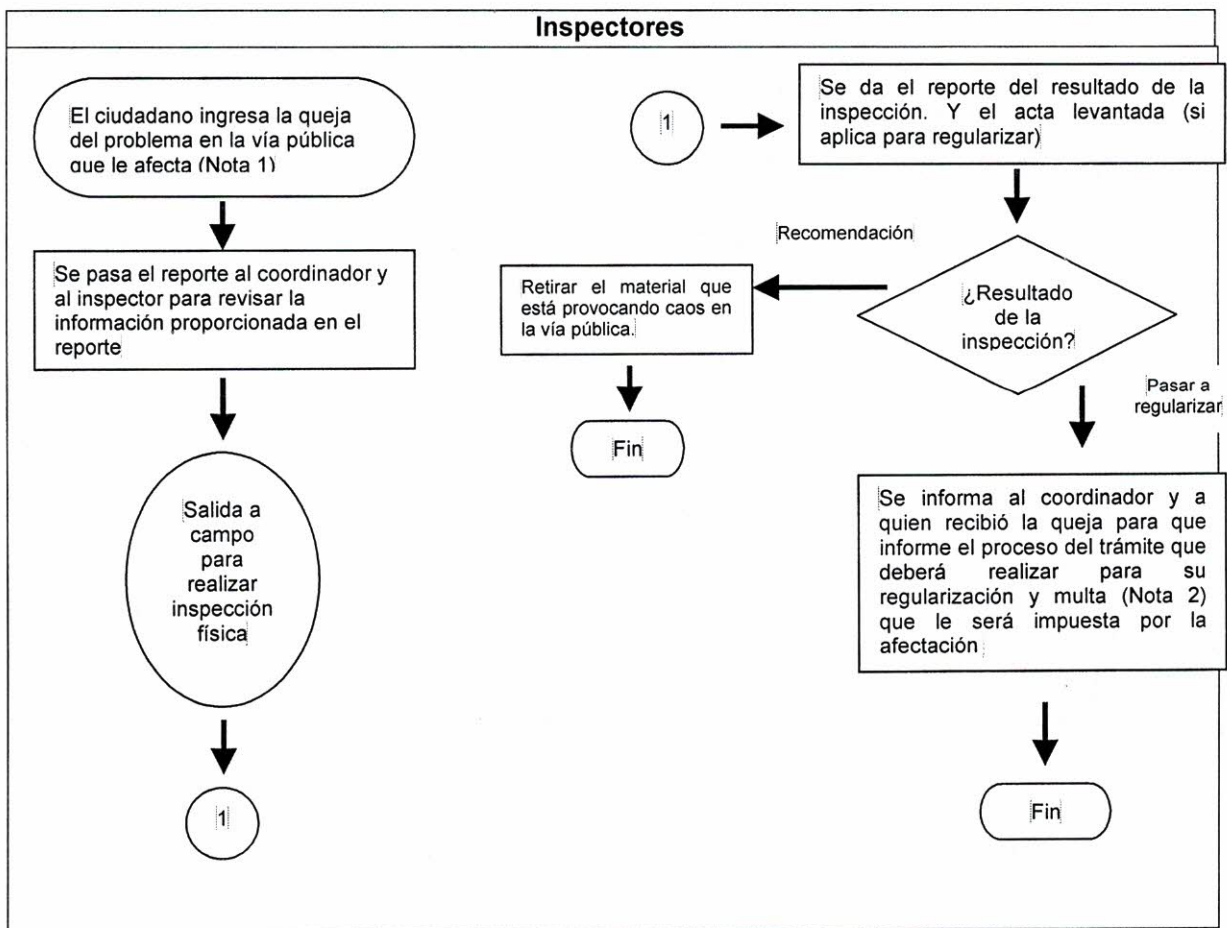 Inspectores
El ciudadano ingresa la queja
del problema en la vía pública
que le afecta (Nota 1)
Se pasa el reporte al coordinador y
al inspector para revisar la
información proporcionada en el
reporte
Salida a
campo
para
realizar
inspección
física
1
1
Se da el reporte del resultado de la
inspección. Y el acta levantada (si
aplica para regularizar)
¿Resultado
de la
inspección?
Recomendación
Retirar el material que
está provocando caos en
la vía pública.
Fin
Pasar a
regularizar
Se informa al coordinador y a
quien recibió la queja para que
informe el proceso del trámite que
deberá realizar para su
regularización y multa (Nota 2)
que le será impuesta por la
afectación
Fin